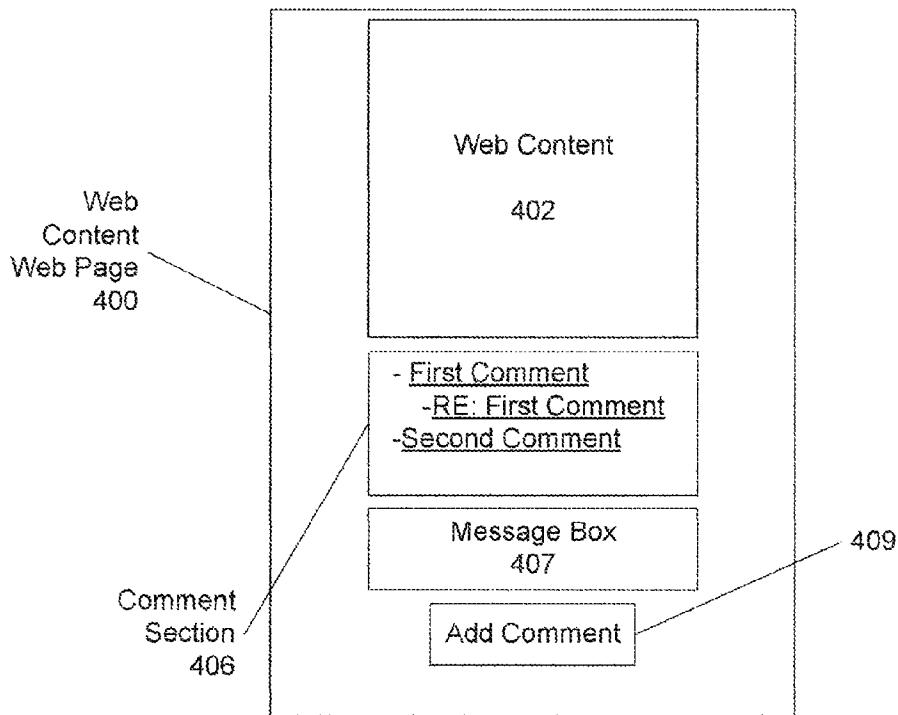 Web Content
402
Web
Content
Web Page
400
- First Comment
-RE: First Comment
-Second Comment
Message Box
407
409
Comment
Section
406
Add Comment